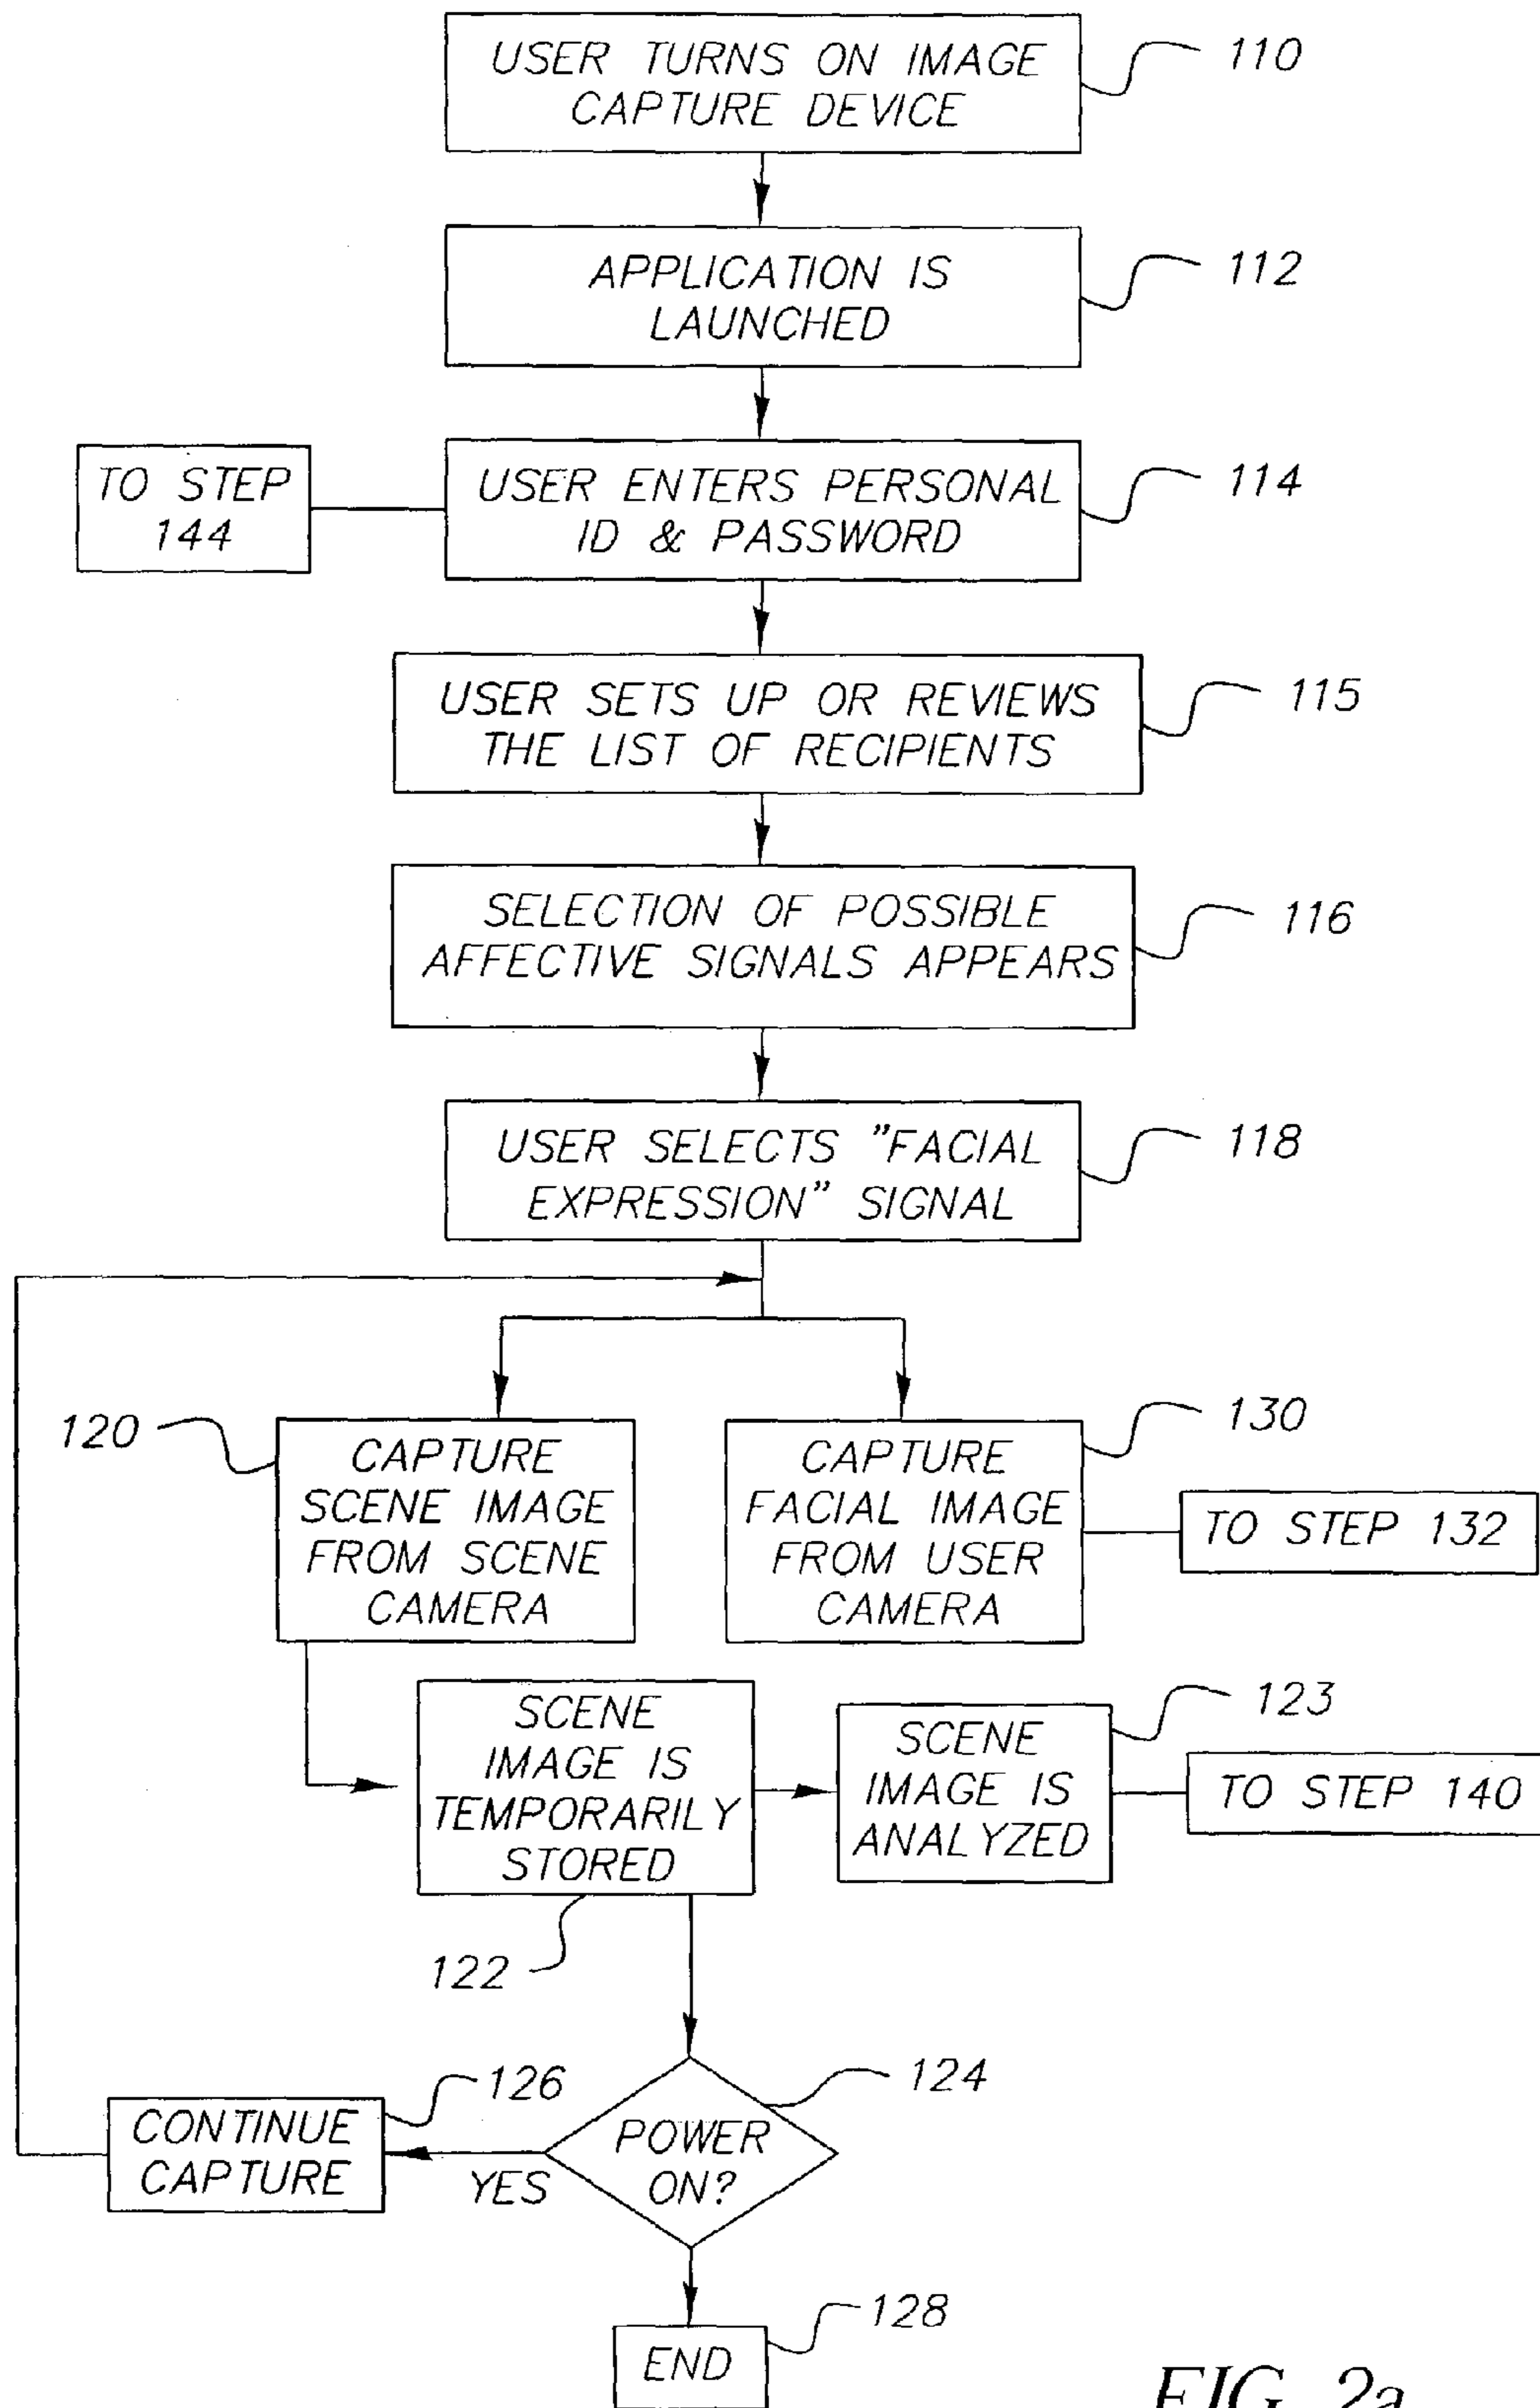 USER TURNS ON IMAGE
CAPTURE DEVICE
110
APPLICATION IS
LAUNCHED
112
TO STEP
144
USER ENTERS PERSONAL
ID & PASSWORD
114
USER SETS UP OR REVIEWS
THE LIST OF RECIPIENTS
115
SELECTION OF POSSIBLE
AFFECTIVE SIGNALS APPEARS
116
USER SELECTS "FACIAL
EXPRESSION" SIGNAL
118
120
CAPTURE
SCENE IMAGE
FROM SCENE
CAMERA
CAPTURE
FACIAL IMAGE
FROM USER
CAMERA
130
TO STEP 132
SCENE
IMAGE IS
TEMPORARILY
STORED
122
SCENE
IMAGE IS
ANALYZED
123
TO STEP 140
POWER
ON?
124
YES
CONTINUE
CAPTURE
126
END
128
FIG. 2a